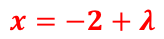 x = −2 + λ